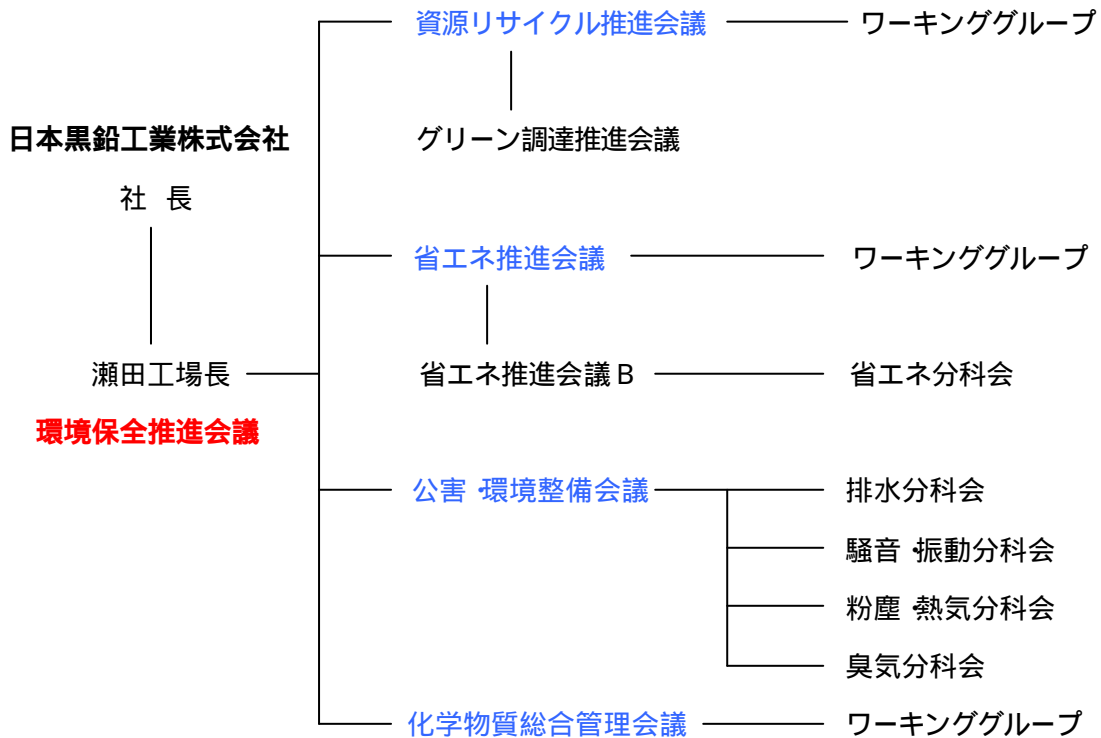 資源リサイクル推進会議
ワーキンググループ
日本黒鉛工業株式会社
グリーン調達推進会議
社 長
省エネ推進会議
ワーキンググループ
瀬田工場長
省エネ推進会議B
省エネ分科会
環境保全推進会議
公害・環境整備会議
排水分科会
騒音・振動分科会
粉塵・熱気分科会
臭気分科会
化学物質総合管理会議
ワーキンググループ